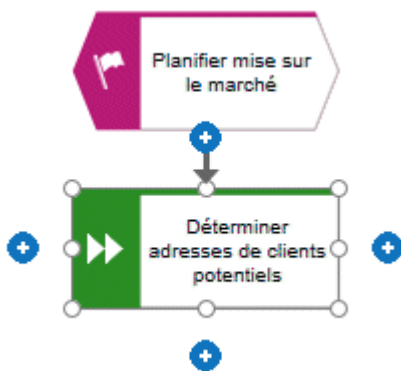 Planifier mise sur
le marché
Déterminer
adresses de clients
potentiels